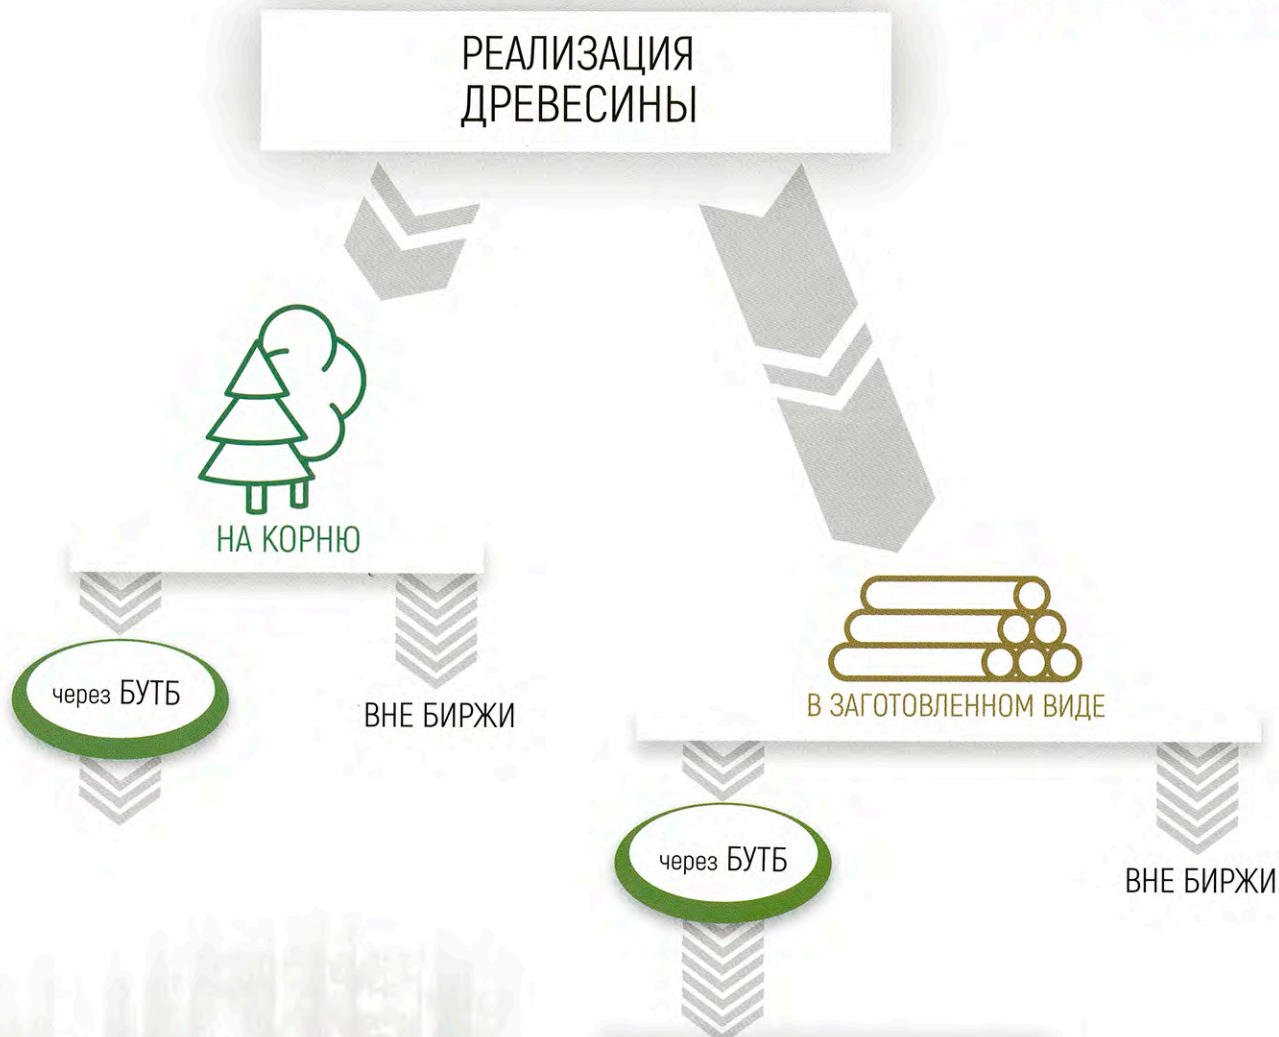 РЕАЛИЗАЦИЯ
ДРЕВЕСИНЫ
НА КОРНЮ
через БУТБ
ВНЕ БИРЖИ
В ЗАГОТОВЛЕННОМ ВИДЕ
через БУТБ
ВНЕ БИРЖИ